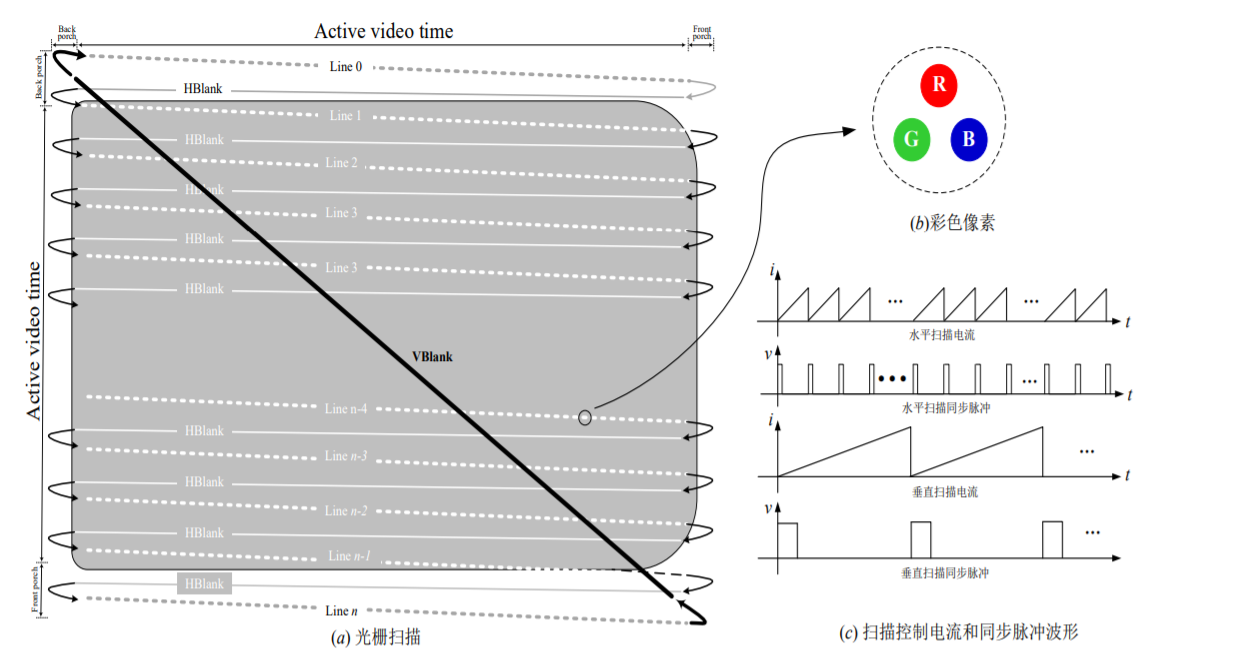 Back
porch
Active video time
Front
porch
Back porch
Line 0
HBlank
Line 1
HBlank
Line 2
HBlank
Line 3
HBlank
Line 3
HBlank
Active video time
VBlank
Line n-4
HBlank
Line n-3
HBlank
Line n-2
HBlank
Line n-1
Front porch
HBlank
Line n
(a) 光栅扫描
R
G
B
(b)彩色像素
i
...
...
t
水平扫描电流
v
...
...
t
水平扫描同步脉冲
i
...
t
垂直扫描电流
v
...
垂直扫描同步脉冲
(c) 扫描控制电流和同步脉冲波形